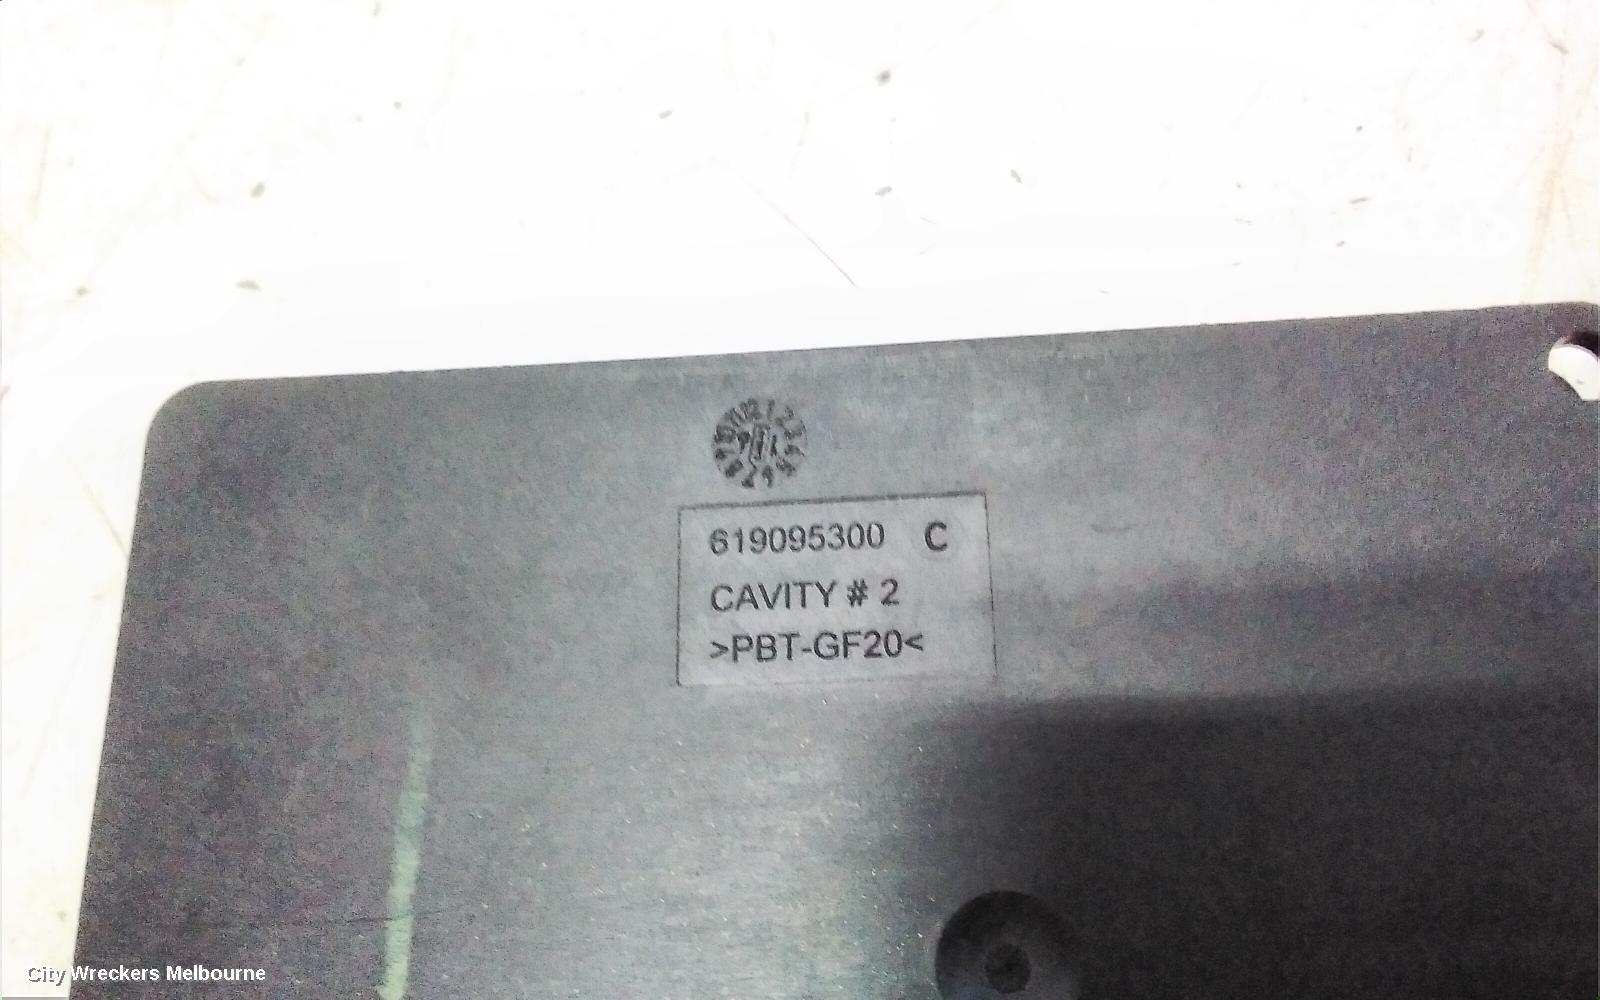 619095300 C
CAVITY # 2
>PBT-GF20<
City Wreckers Melbourne